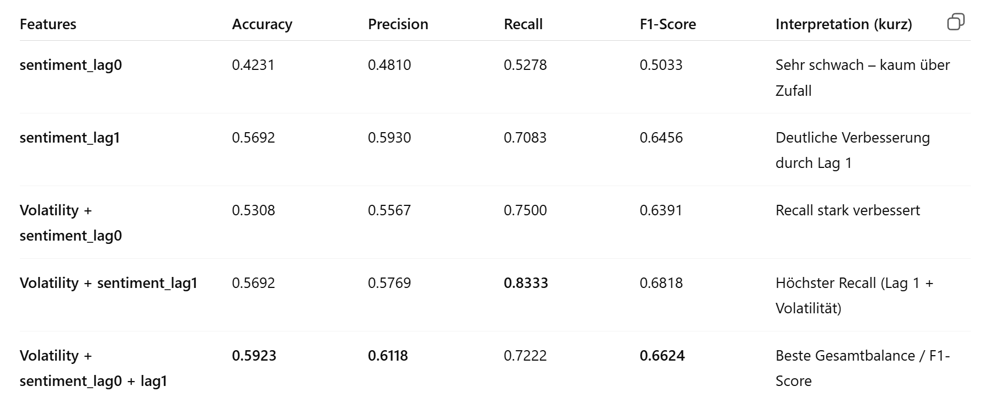 Features Accuracy Precision Recall F1-Score Interpretation (kurz)
sentiment_lag0 0.4231 0.4810 0.5278 0.5033 Sehr schwach – kaum über
Zufall
sentiment_lag1 0.5692 0.5930 0.7083 0.6456 Deutliche Verbesserung
durch Lag 1
Volatility + 0.5308 0.5567 0.7500 0.6391 Recall stark verbessert
sentiment_lag0
Volatility + sentiment_lag1 0.5692 0.5769 0.8333 0.6818 Höchster Recall (Lag 1 +
Volatilität)
Volatility + 0.5923 0.6118 0.7222 0.6624 Beste Gesamtbalance / F1-
sentiment_lag0 + lag1 Score